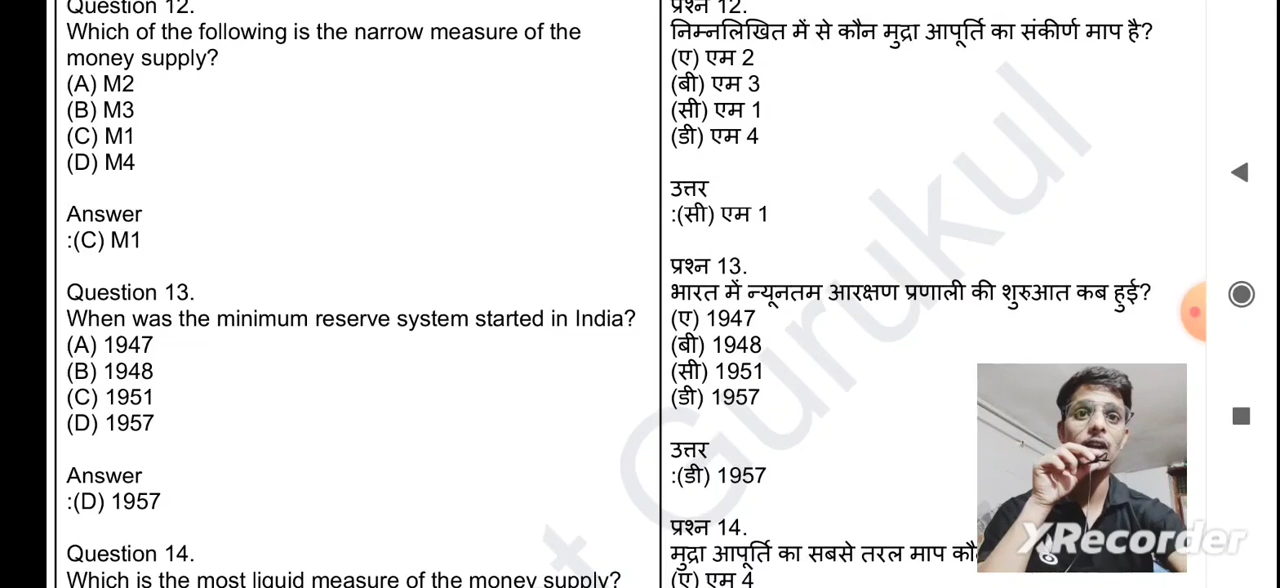 Question 12.
Which of the following is the narrow measure of the
money supply?
(A) M2
(B) M3
(C) M1
(D) M4
Answer
:(C) M1
Question 13.
When was the minimum reserve system started in India?
(A) 1947
(B) 1948
(C) 1951
(D) 1957
Answer
:(D) 1957
Question 14.
Which is the most liquid measure of the money supply?
प्रश्न 12.
निम्नलिखित में से कौन मुद्रा आपूर्ति का संकीर्ण माप है?
(ए) एम 2
(बी) एम 3
(सी) एम 1
(डी) एम 4
उत्तर
:(सी) एम 1
प्रश्न 13.
भारत में न्यूनतम आरक्षण प्रणाली की शुरुआत कब हुई?
(ए) 1947
(बी) 1948
(सी) 1951
(डी) 1957
उत्तर
:(डी) 1957
प्रश्न 14.
मुद्रा आपूर्ति का सबसे तरल माप
(ए) एम 4
t Gurukul
XRecorder